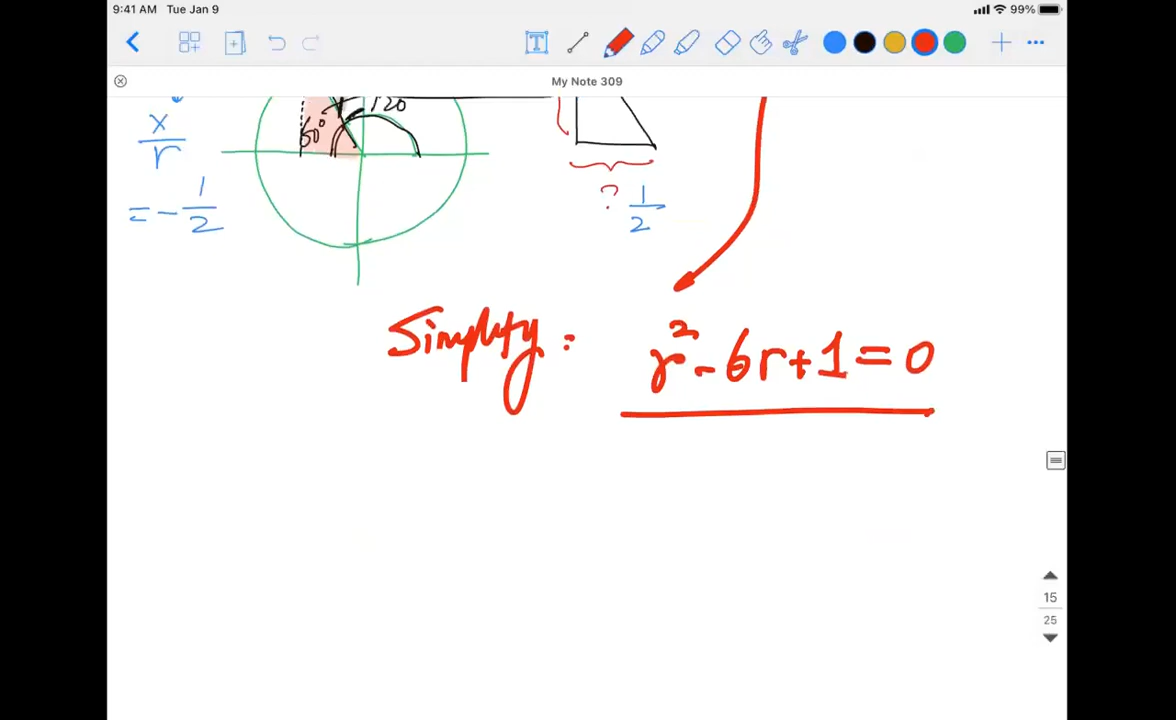 9:41 AM Tue Jan 9
99%
T
My Note 309
x
r
= - 1
2
60°
120
? 1
2
Simplify : r² - 6r + 1 = 0
15
25